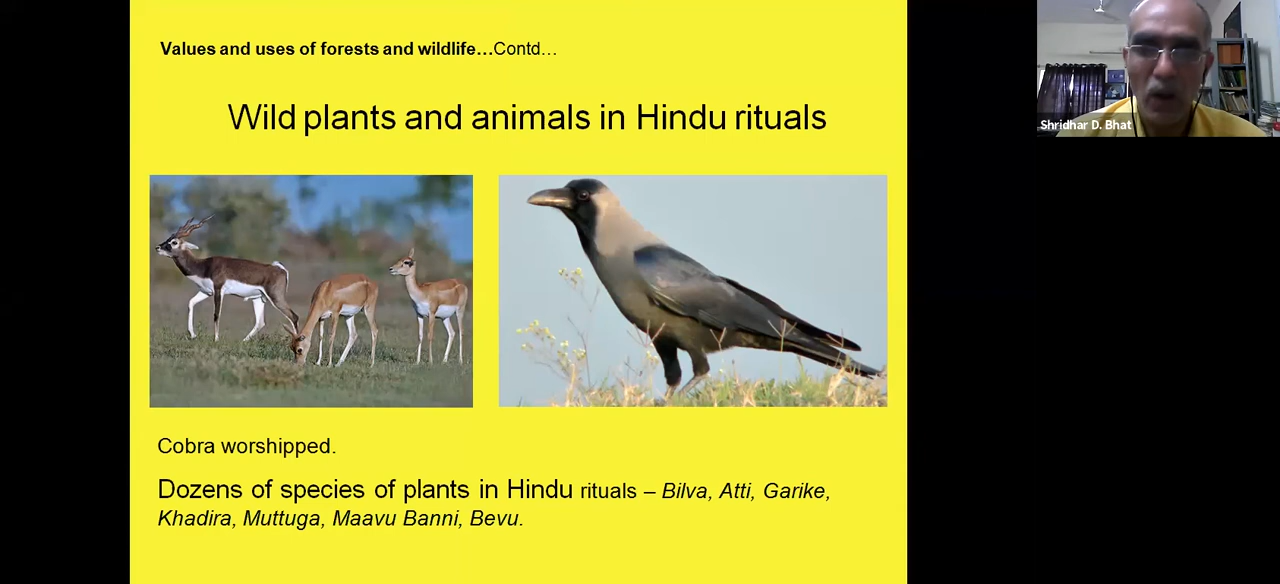 Values and uses of forests and wildlife…Contd…
Wild plants and animals in Hindu rituals
Shridhar D. Bhat
Cobra worshipped.
Dozens of species of plants in Hindu rituals – Bilva, Atti, Garike,
Khadira, Muttuga, Maavu Banni, Bevu.